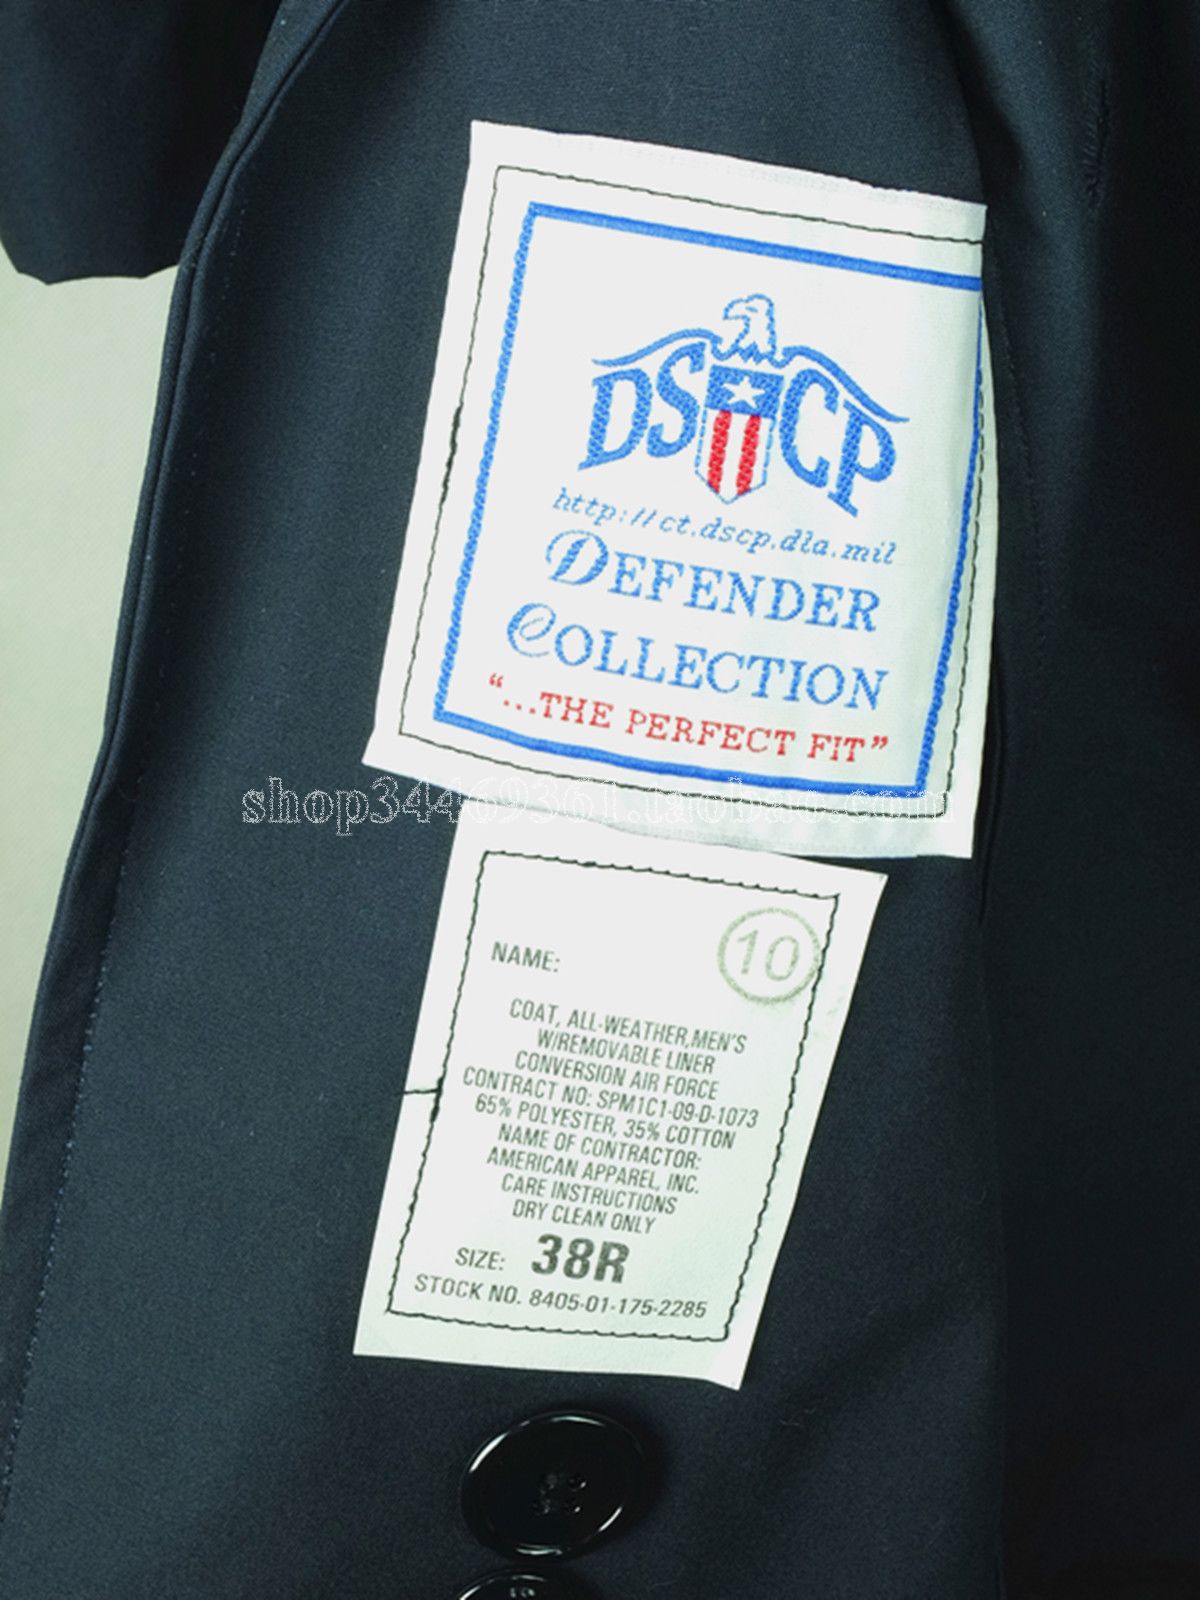 DSCP
http://ct.dscp.dla.mil
DEFENDER
COLLECTION
"...THE PERFECT FIT"
shop34469361.taobao.com
10
NAME:
COAT, ALL-WEATHER,MEN'S
W/REMOVABLE LINER
CONVERSION AIR FORCE
CONTRACT NO: SPM1C1-09-D-1073
65% POLYESTER, 35% COTTON
NAME OF CONTRACTOR:
AMERICAN APPAREL, INC.
CARE INSTRUCTIONS
DRY CLEAN ONLY
SIZE: 38R
STOCK NO. 8405-01-175-2285